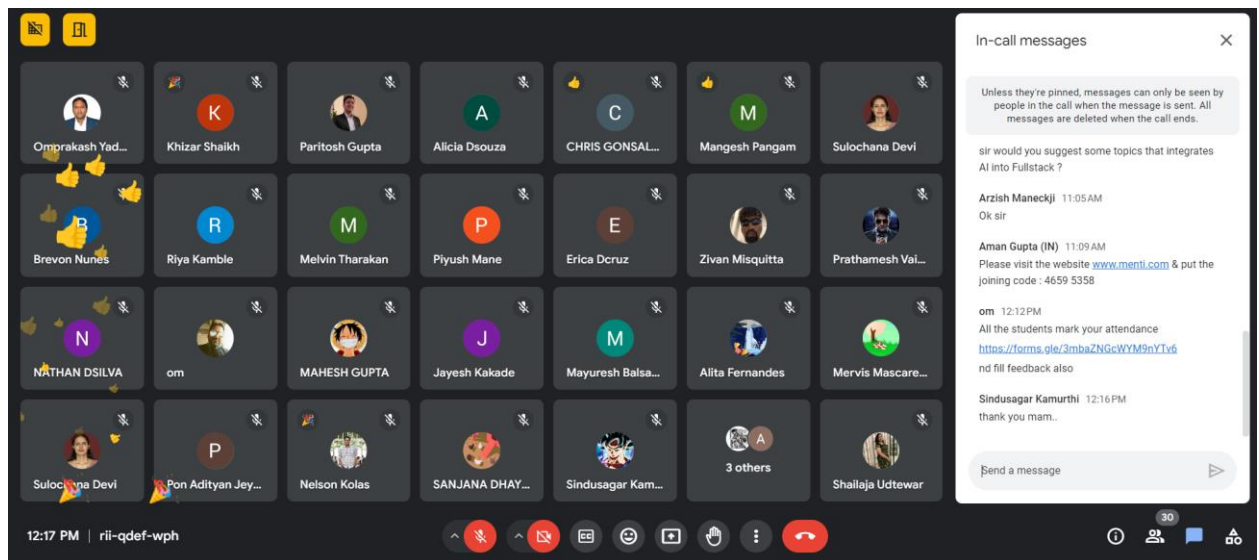 Omprakash Yad...
K
Khizar Shaikh
Paritosh Gupta
A
Alicia Dsouza
C
CHRIS GONSAL...
M
Mangesh Pangam
Sulochana Devi
B
Brevon Nunes
R
Riya Kamble
M
Melvin Tharakan
P
Piyush Mane
E
Erica Dcruz
Zivan Misquitta
Prathamesh Vai...
N
NATHAN DSILVA
om
MAHESH GUPTA
J
Jayesh Kakade
M
Mayuresh Balsa...
Alita Fernandes
Mervis Mascare...
Sulochana Devi
P
Pon Adityan Jey...
Nelson Kolas
SANJANA DHAY...
Sindusagar Kam...
A
3 others
Shailaja Udtewar
12:17 PM | rii-qdef-wph
CC
30
In-call messages
Unless they're pinned, messages can only be seen by
people in the call when the message is sent. All
messages are deleted when the call ends.
sir would you suggest some topics that integrates
AI into Fullstack ?
Arzish Maneckji 11:05 AM
Ok sir
Aman Gupta (IN) 11:09 AM
Please visit the website www.menti.com & put the
joining code : 4659 5358
om 12:12 PM
All the students mark your attendance
https://forms.gle/3mbaZNGcWYM9nYTv6
nd fill feedback also
Sindusagar Kamurthi 12:16 PM
thank you mam..
Send a message